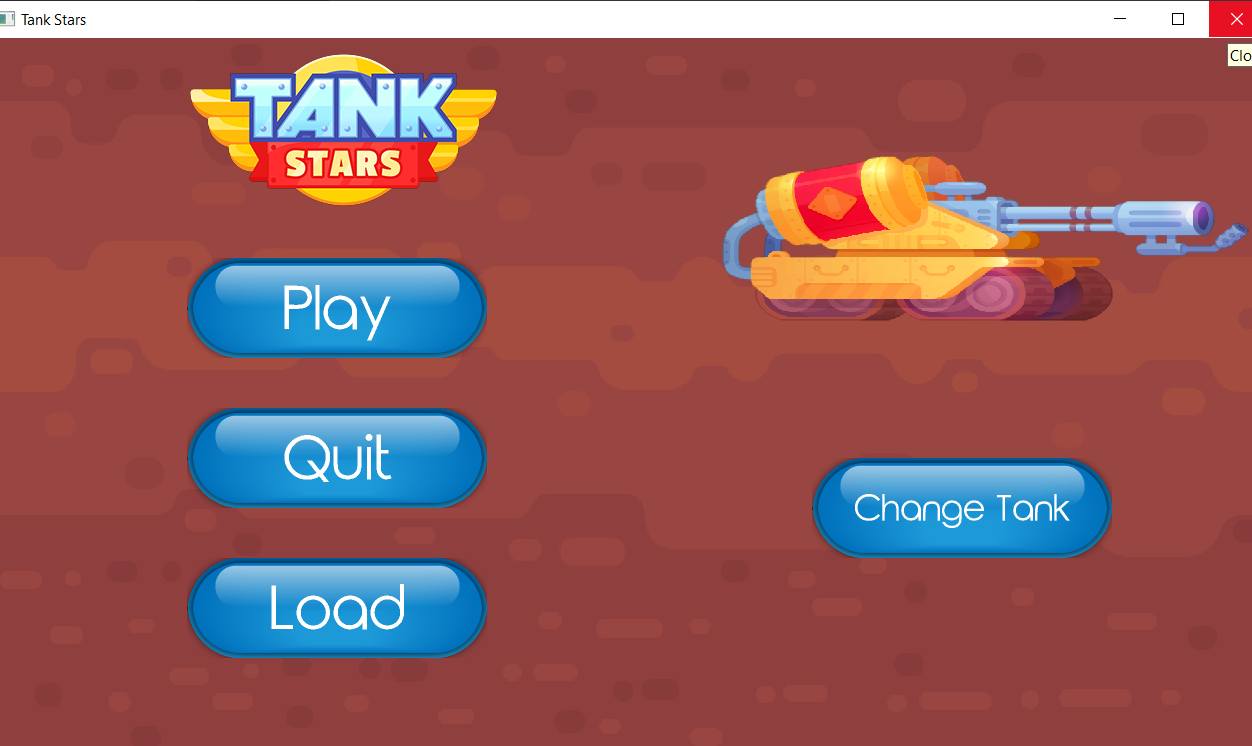 Tank Stars
Clo
TANK
STARS
Play
Quit
Load
Change Tank